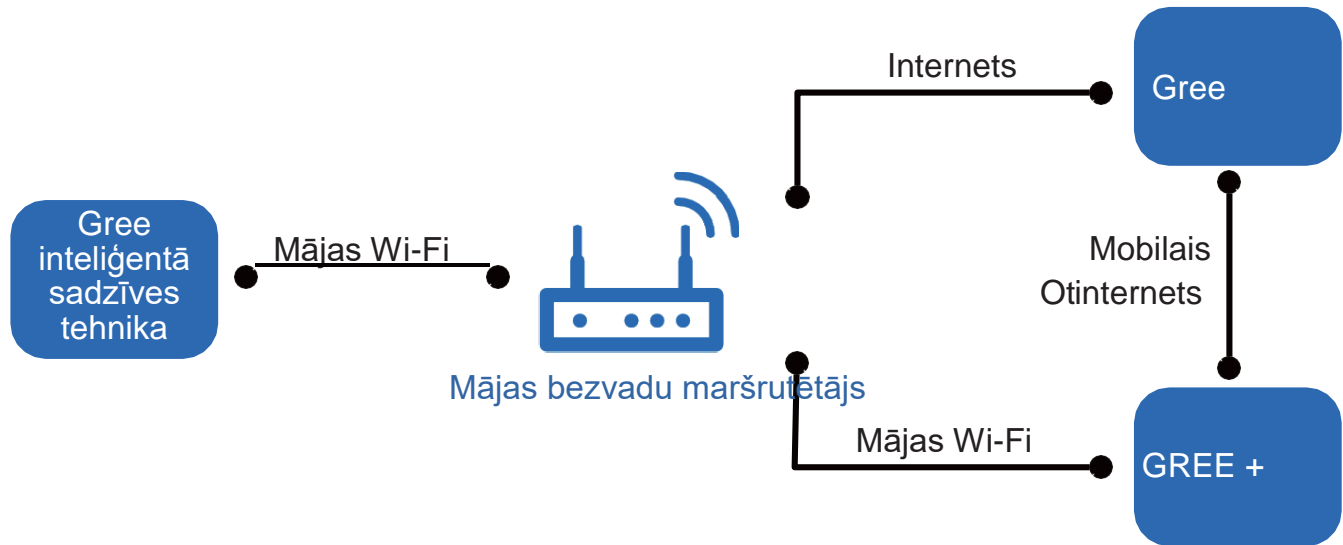 Internets
Gree
Gree
inteliģentā
sadzīves
tehnika
Mājas Wi-Fi
Mobilais
Otinternets
Mājas bezvadu maršrutētājs
Mājas Wi-Fi
GREE +